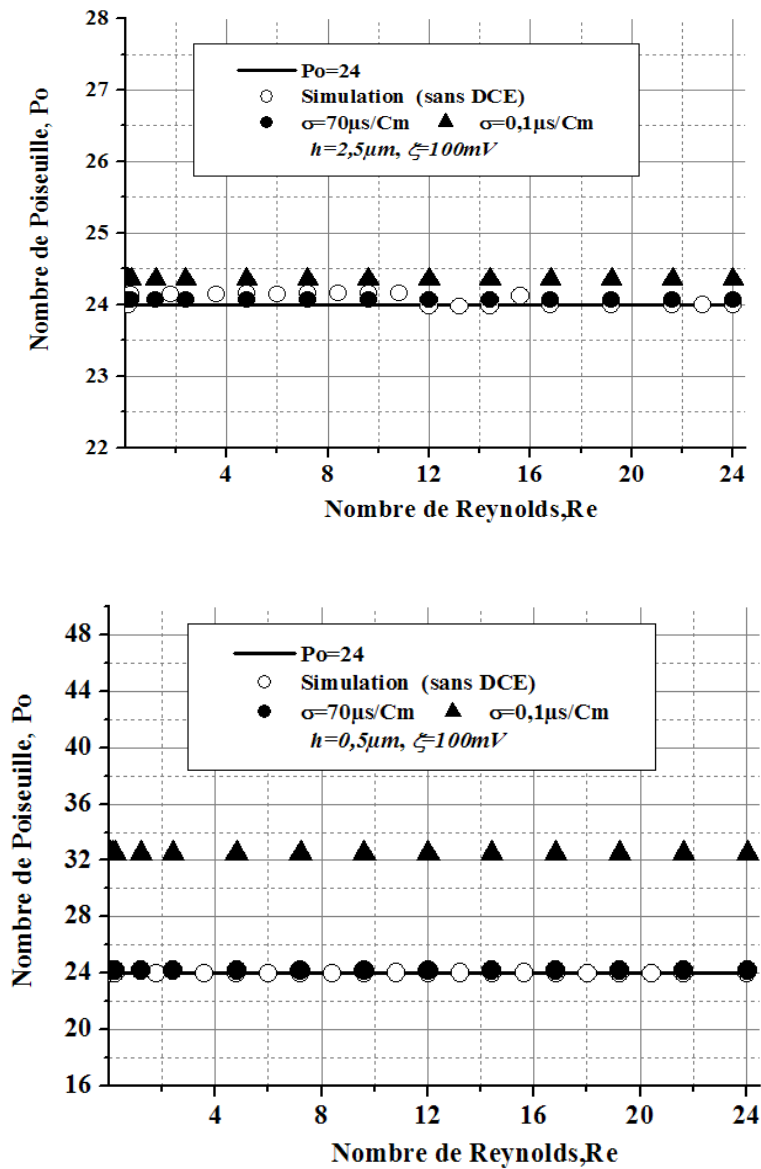 28
27
26
25
24
23
22
Nombre de Poiseuille, Po
Po=24
Simulation (sans DCE)
σ=70μs/Cm σ=0,1μs/Cm
h=2,5μm, ζ=100mV
4 8 12 16 20 24
Nombre de Reynolds,Re
48
44
40
36
32
28
24
20
16
Nombre de Poiseuille, Po
Po=24
Simulation (sans DCE)
σ=70μs/Cm σ=0,1μs/Cm
h=0,5μm, ζ=100mV
4 8 12 16 20 24
Nombre de Reynolds,Re